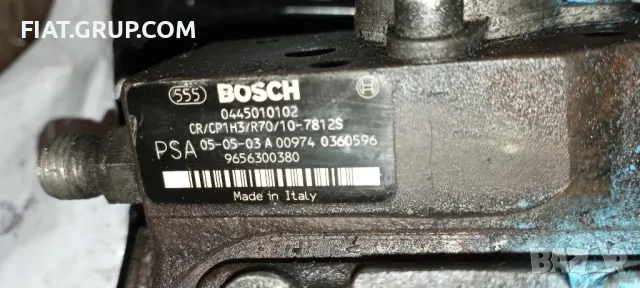 FIAT.GRUP.COM
555 BOSCH
0445010102
CR/CP1H3/R70/10-7812S
PSA 05-05-03 A 00974 0360596
9656300380
Made in Italy
BAZAR